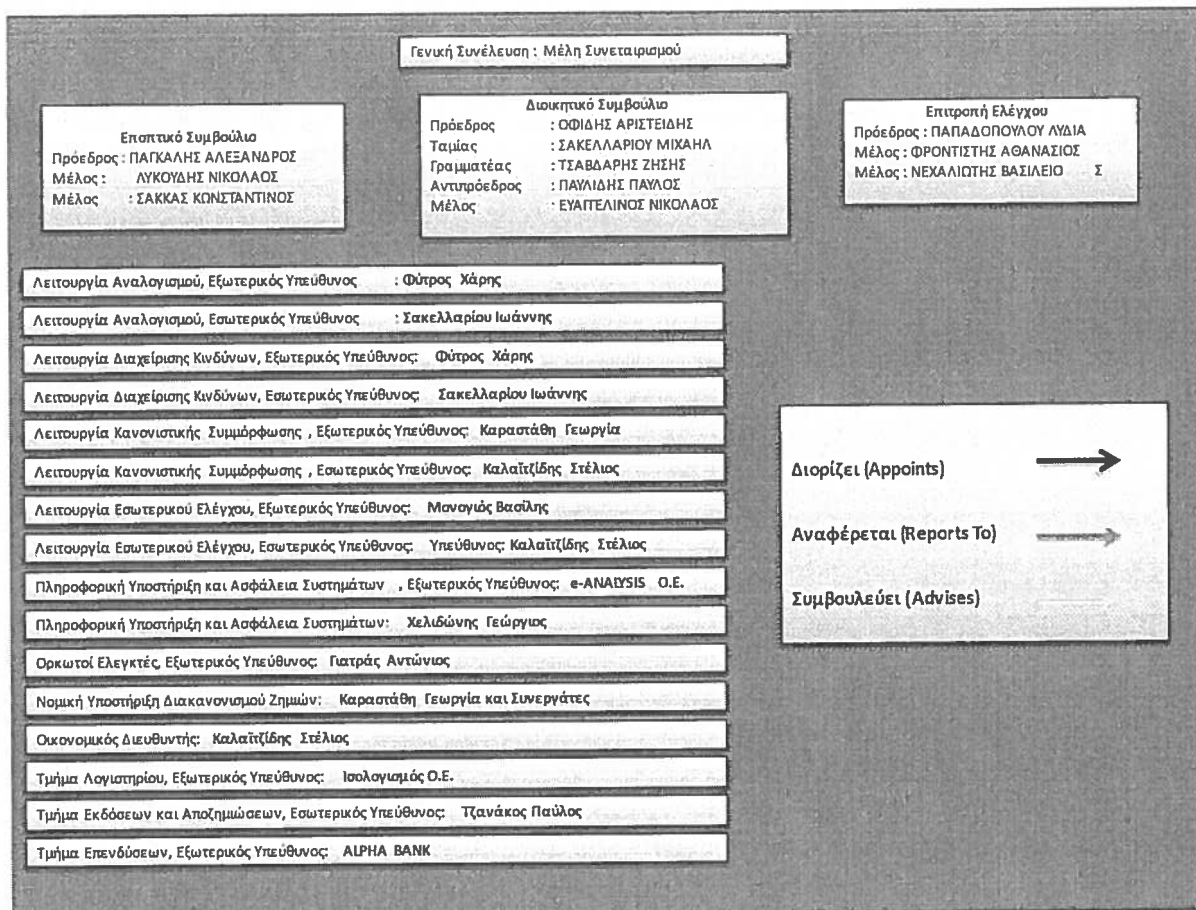 Γενική Συνέλευση : Μέλη Συνεταιρισμού
Εποπτικό Συμβούλιο
Πρόεδρος : ΠΑΓΚΑΛΗΣ ΑΛΕΞΑΝΔΡΟΣ
Μέλος : ΛΥΚΟΥΔΗΣ ΝΙΚΟΛΑΟΣ
Μέλος : ΣΑΚΚΑΣ ΚΩΝΣΤΑΝΤΙΝΟΣ
Διοικητικό Συμβούλιο
Πρόεδρος : ΟΦΙΔΗΣ ΑΡΙΣΤΕΙΔΗΣ
Ταμίας : ΣΑΚΕΛΛΑΡΙΟΥ ΜΙΧΑΗΛ
Γραμματέας : ΤΣΑΒΔΑΡΗΣ ΖΗΣΗΣ
Αντιπρόεδρος : ΠΑΥΛΙΔΗΣ ΠΑΥΛΟΣ
Μέλος : ΕΥΑΓΓΕΛΙΝΟΣ ΝΙΚΟΛΑΟΣ
Επιτροπή Ελέγχου
Πρόεδρος : ΠΑΠΑΔΟΠΟΥΛΟΥ ΛΥΔΙΑ
Μέλος : ΦΡΟΝΤΙΣΤΗΣ ΑΘΑΝΑΣΙΟΣ
Μέλος : ΝΕΧΑΛΙΩΤΗΣ ΒΑΣΙΛΕΙΟ Σ
Λειτουργία Αναλογισμού, Εξωτερικός Υπεύθυνος : Φύτρος Χάρης
Λειτουργία Αναλογισμού, Εσωτερικός Υπεύθυνος : Σακελλαρίου Ιωάννης
Λειτουργία Διαχείρισης Κινδύνων, Εξωτερικός Υπεύθυνος: Φύτρος Χάρης
Λειτουργία Διαχείρισης Κινδύνων, Εσωτερικός Υπεύθυνος: Σακελλαρίου Ιωάννης
Λειτουργία Κανονιστικής Συμμόρφωσης , Εξωτερικός Υπεύθυνος: Καραστάθη Γεωργία
Λειτουργία Κανονιστικής Συμμόρφωσης , Εσωτερικός Υπεύθυνος: Καλαϊτζίδης Στέλιος
Λειτουργία Εσωτερικού Ελέγχου, Εξωτερικός Υπεύθυνος: Μονογιός Βασίλης
Λειτουργία Εσωτερικού Ελέγχου, Εσωτερικός Υπεύθυνος: Υπεύθυνος: Καλαϊτζίδης Στέλιος
Πληροφορική Υποστήριξη και Ασφάλεια Συστημάτων , Εξωτερικός Υπεύθυνος: e-ANALYSIS Ο.Ε.
Πληροφορική Υποστήριξη και Ασφάλεια Συστημάτων: Χελιδώνης Γεώργιος
Ορκωτοί Ελεγκτές, Εξωτερικός Υπεύθυνος: Γιατράς Αντώνιος
Νομική Υποστήριξη Διακανονισμού Ζημιών: Καραστάθη Γεωργία και Συνεργάτες
Οικονομικός Διευθυντής: Καλαϊτζίδης Στέλιος
Τμήμα Λογιστηρίου, Εξωτερικός Υπεύθυνος: Ισολογισμός Ο.Ε.
Τμήμα Εκδόσεων και Αποζημιώσεων, Εσωτερικός Υπεύθυνος: Τζανάκος Παύλος
Τμήμα Επενδύσεων, Εξωτερικός Υπεύθυνος: ALPHA BANK
Διορίζει (Appoints)
Αναφέρεται (Reports To)
Συμβουλεύει (Advises)